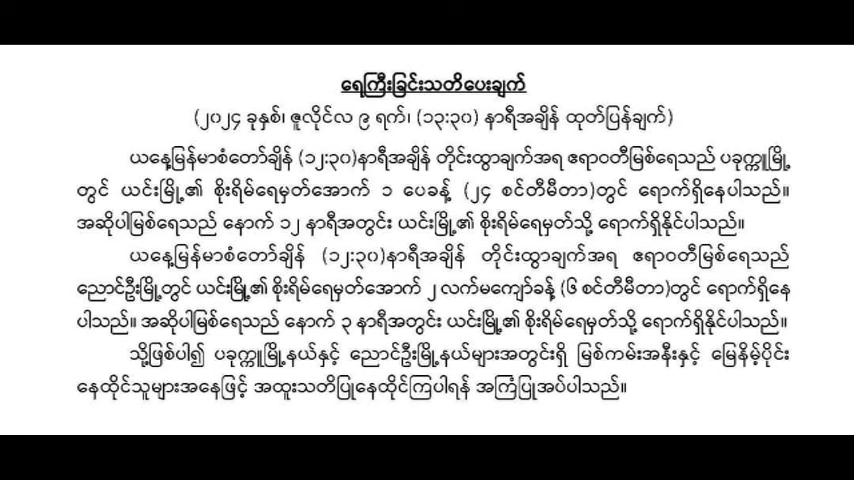 ရေကြီးခြင်းသတိပေးချက်
(၂၀၂၄ ခုနှစ်၊ ဇူလိုင်လ ၉ ရက်၊ (၁၃:၃၀) နာရီအချိန် ထုတ်ပြန်ချက်)
ယနေ့မြန်မာစံတော်ချိန် (၁၂:၃၀)နာရီအချိန် တိုင်းထွာချက်အရ ဧရာဝတီမြစ်ရေသည် ပခုက္ကူမြို့
တွင် ယင်းမြို့၏ စိုးရိမ်ရေမှတ်အောက် ၁ ပေခန့် (၂၄ စင်တီမီတာ)တွင် ရောက်ရှိနေပါသည်။
အဆိုပါမြစ်ရေသည် နောက် ၁၂ နာရီအတွင်း ယင်းမြို့၏ စိုးရိမ်ရေမှတ်သို့ ရောက်ရှိနိုင်ပါသည်။
ယနေ့မြန်မာစံတော်ချိန် (၁၂:၃၀)နာရီအချိန် တိုင်းထွာချက်အရ ဧရာဝတီမြစ်ရေသည်
ညောင်ဦးမြို့တွင် ယင်းမြို့၏ စိုးရိမ်ရေမှတ်အောက် ၂ လက်မကျော်ခန့် (၆ စင်တီမီတာ)တွင် ရောက်ရှိနေ
ပါသည်။ အဆိုပါမြစ်ရေသည် နောက် ၃ နာရီအတွင်း ယင်းမြို့၏ စိုးရိမ်ရေမှတ်သို့ ရောက်ရှိနိုင်ပါသည်။
သို့ဖြစ်ပါ၍ ပခုက္ကူမြို့နယ်နှင့် ညောင်ဦးမြို့နယ်များအတွင်းရှိ မြစ်ကမ်းအနီးနှင့် မြေနိမ့်ပိုင်း
နေထိုင်သူများအနေဖြင့် အထူးသတိပြုနေထိုင်ကြပါရန် အကြံပြုအပ်ပါသည်။